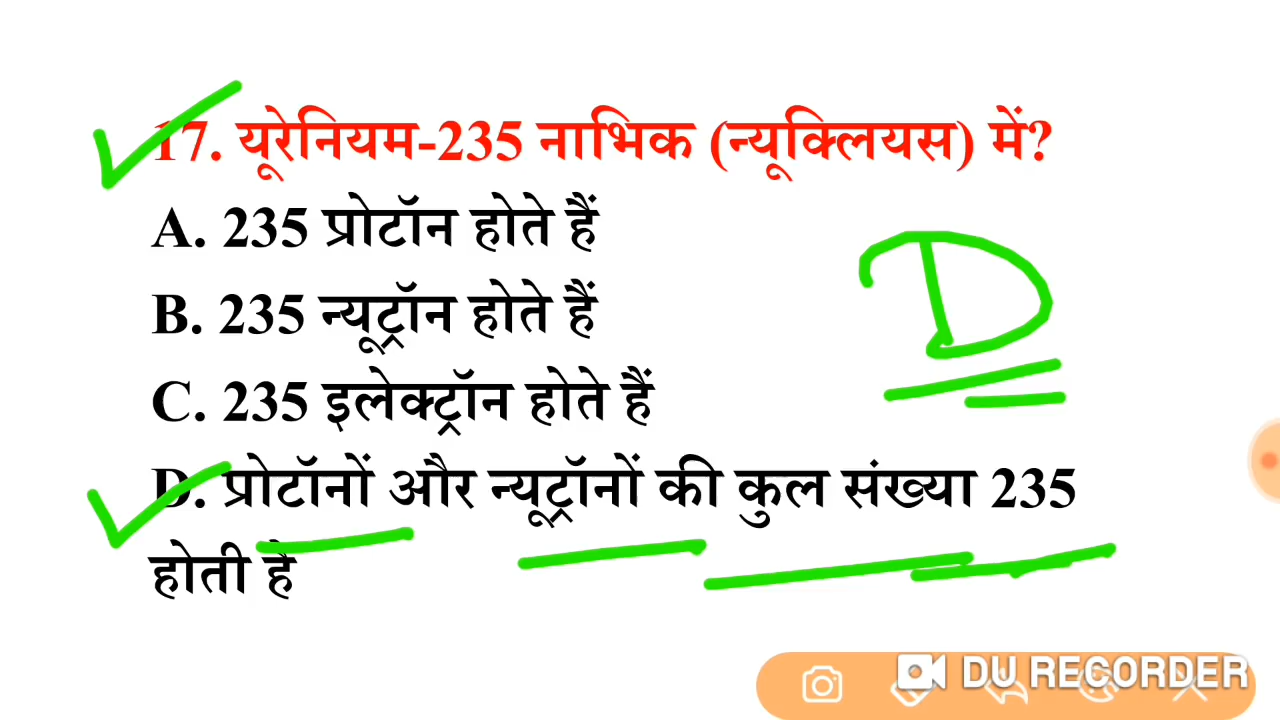 17. यूरेनियम-235 नाभिक (न्यूक्लियस) में?
A. 235 प्रोटॉन होते हैं
B. 235 न्यूट्रॉन होते हैं
D
C. 235 इलेक्ट्रॉन होते हैं
D. प्रोटॉनों और न्यूट्रॉनों की कुल संख्या 235
होती है
DU RECORDER